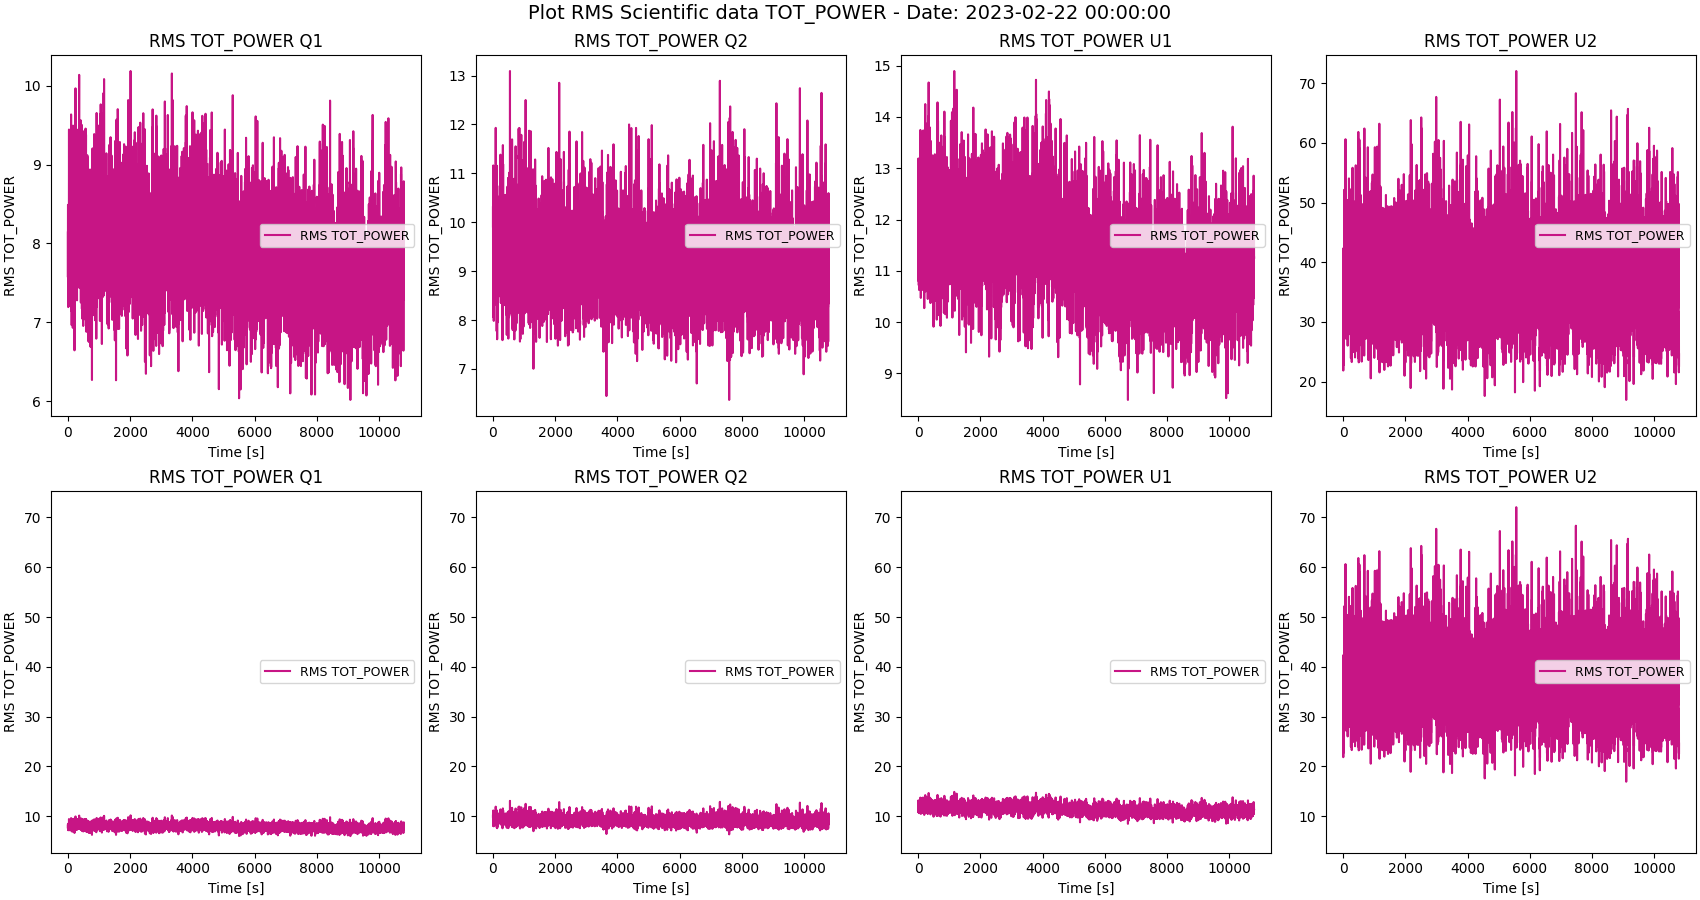 Plot RMS Scientific data TOT_POWER - Date: 2023-02-22 00:00:00
RMS TOT_POWER Q1
RMS TOT_POWER
10
9
8
7
6
RMS TOT_POWER
0 2000 4000 6000 8000 10000
Time [s]
RMS TOT_POWER Q2
RMS TOT_POWER
13
12
11
10
9
8
7
RMS TOT_POWER
0 2000 4000 6000 8000 10000
Time [s]
RMS TOT_POWER U1
RMS TOT_POWER
15
14
13
12
11
10
9
RMS TOT_POWER
0 2000 4000 6000 8000 10000
Time [s]
RMS TOT_POWER U2
RMS TOT_POWER
70
60
50
40
30
20
RMS TOT_POWER
0 2000 4000 6000 8000 10000
Time [s]
RMS TOT_POWER Q1
RMS TOT_POWER
70
60
50
40
30
20
10
RMS TOT_POWER
0 2000 4000 6000 8000 10000
Time [s]
RMS TOT_POWER Q2
RMS TOT_POWER
70
60
50
40
30
20
10
RMS TOT_POWER
0 2000 4000 6000 8000 10000
Time [s]
RMS TOT_POWER U1
RMS TOT_POWER
70
60
50
40
30
20
10
RMS TOT_POWER
0 2000 4000 6000 8000 10000
Time [s]
RMS TOT_POWER U2
RMS TOT_POWER
70
60
50
40
30
20
10
RMS TOT_POWER
0 2000 4000 6000 8000 10000
Time [s]